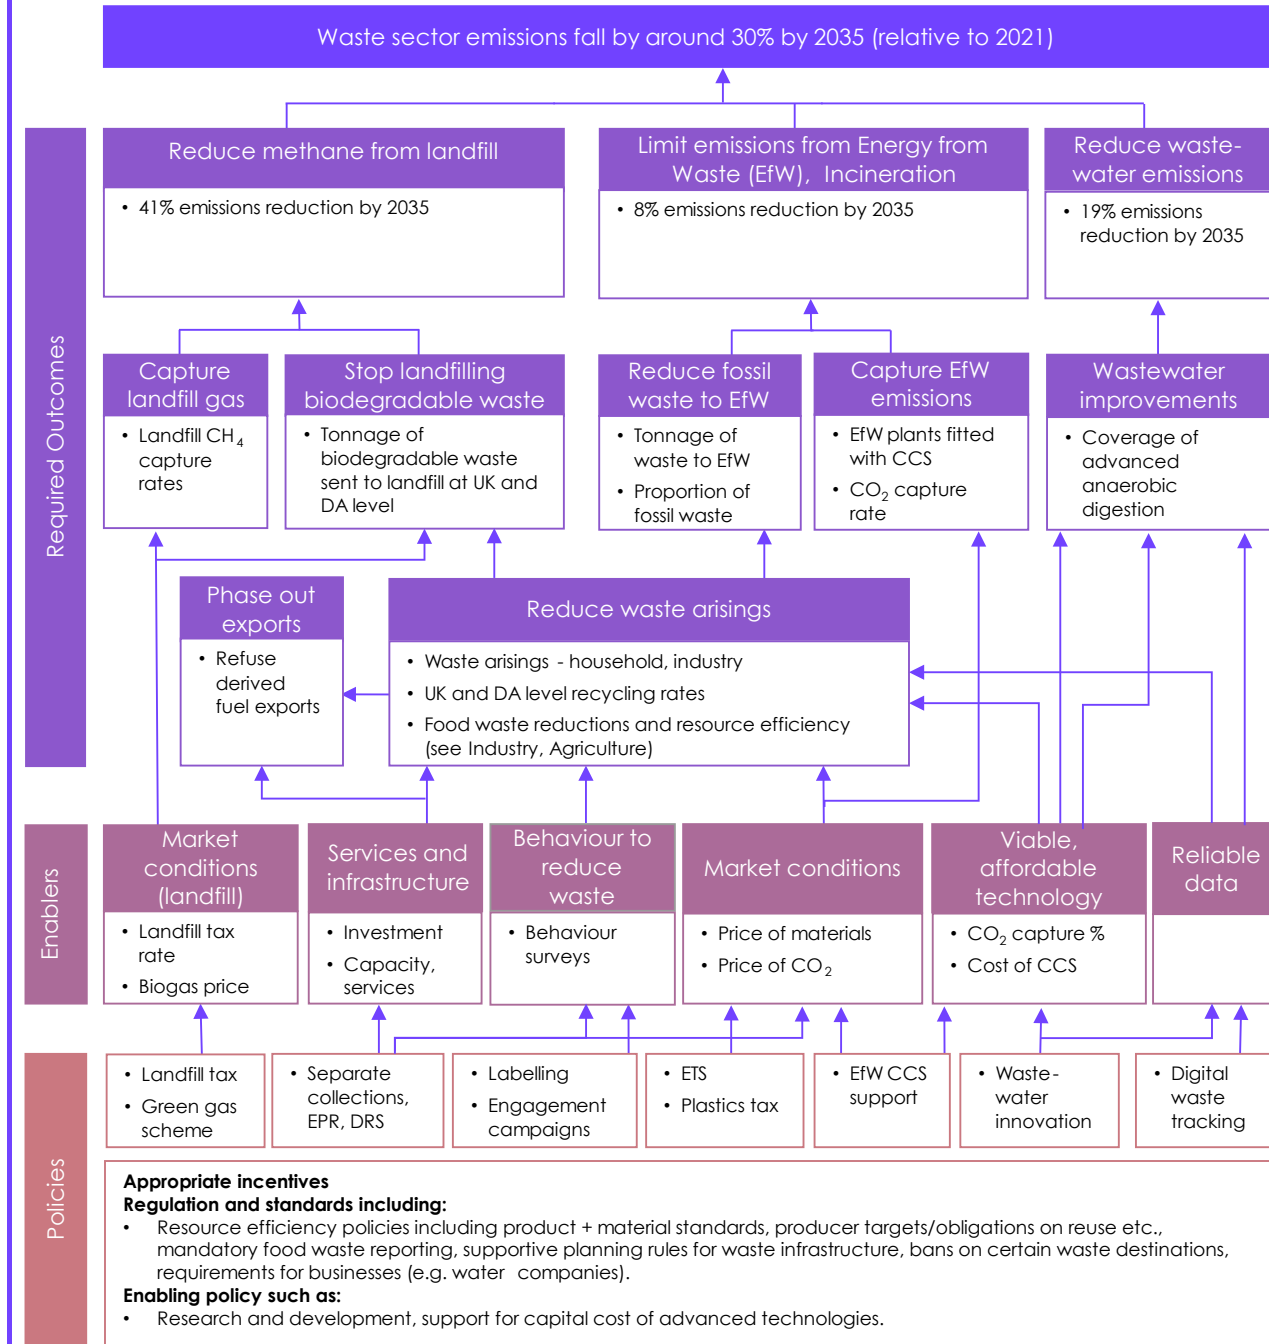 Waste sector emissions fall by around 30% by 2035 (relative to 2021)
Required Outcomes
Reduce methane from landfill
• 41% emissions reduction by 2035
Limit emissions from Energy from
Waste (EfW), Incineration
• 8% emissions reduction by 2035
Reduce waste-
water emissions
• 19% emissions
reduction by 2035
Capture
landfill gas
• Landfill CH4
capture
rates
Stop landfilling
biodegradable waste
• Tonnage of
biodegradable waste
sent to landfill at UK and
DA level
Reduce fossil
waste to EfW
• Tonnage of
waste to EfW
• Proportion of
fossil waste
Capture EfW
emissions
• EfW plants fitted
with CCS
• CO2 capture
rate
Wastewater
improvements
• Coverage of
advanced
anaerobic
digestion
Phase out
exports
• Refuse
derived
fuel exports
Reduce waste arisings
• Waste arisings - household, industry
• UK and DA level recycling rates
• Food waste reductions and resource efficiency
(see Industry, Agriculture)
Enablers
Market
conditions
(landfill)
• Landfill tax
rate
• Biogas price
Services and
infrastructure
• Investment
• Capacity,
services
Behaviour to
reduce
waste
• Behaviour
surveys
Market conditions
• Price of materials
• Price of CO2
Viable,
affordable
technology
• CO2 capture %
• Cost of CCS
Reliable
data
Policies
• Landfill tax
• Green gas
scheme
• Separate
collections,
EPR, DRS
• Labelling
• Engagement
campaigns
• ETS
• Plastics tax
• EfW CCS
support
• Waste-
water
innovation
• Digital
waste
tracking
Appropriate incentives
Regulation and standards including:
• Resource efficiency policies including product + material standards, producer targets/obligations on reuse etc.,
mandatory food waste reporting, supportive planning rules for waste infrastructure, bans on certain waste destinations,
requirements for businesses (e.g. water companies).
Enabling policy such as:
• Research and development, support for capital cost of advanced technologies.